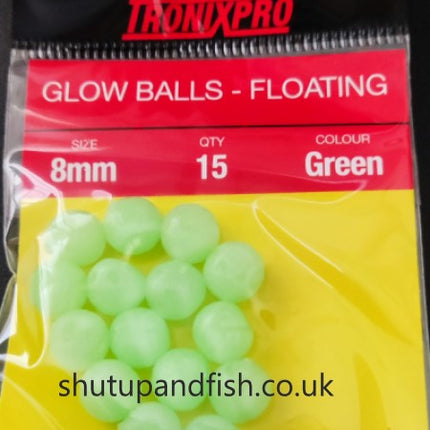 TRONIXPRO
GLOW BALLS - FLOATING
SIZE QTY COLOUR
8mm 15 Green
shutupandfish.co.uk